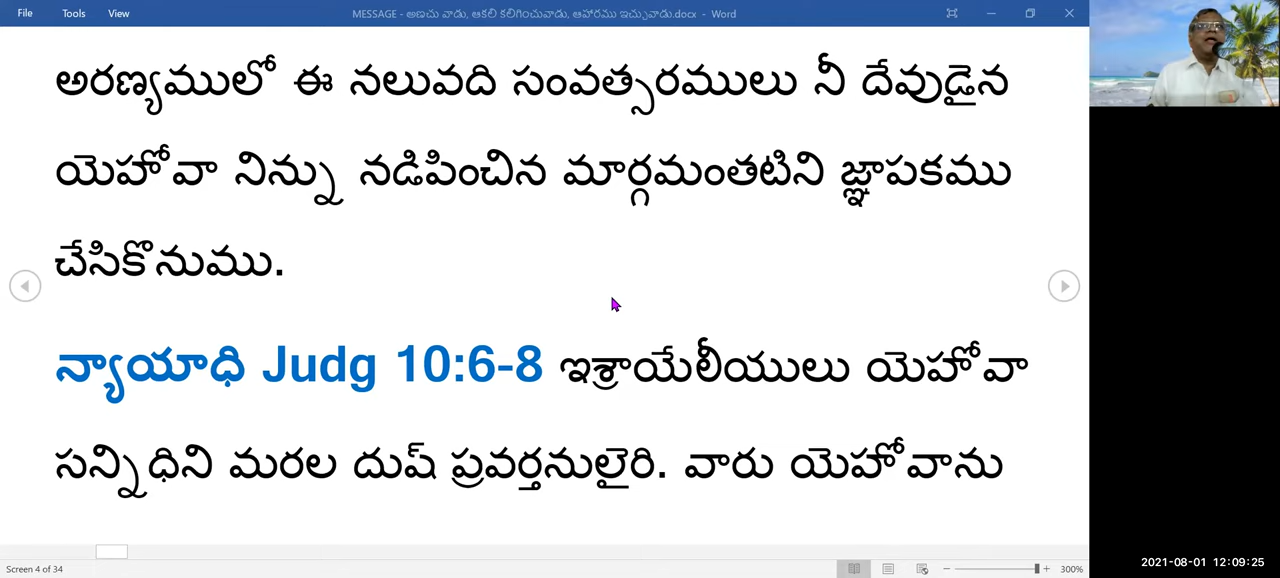 File Tools View MESSAGE - అణచు వాడు, ఆకలి కలిగించువాడు, ఆహారము ఇచ్చువాడు.docx - Word
అరణ్యములో ఈ నలువది సంవత్సరములు నీ దేవుడైన
యెహోవా నిన్ను నడిపించిన మార్గమంతటిని జ్ఞాపకము
చేసికొనుము.
న్యాయాధి Judg 10:6-8 ఇశ్రాయేలీయులు యెహోవా
సన్నిధిని మరల దుష్ ప్రవర్తనులైరి. వారు యెహోవాను
Screen 4 of 34 300%
2021-08-01 12:09:25